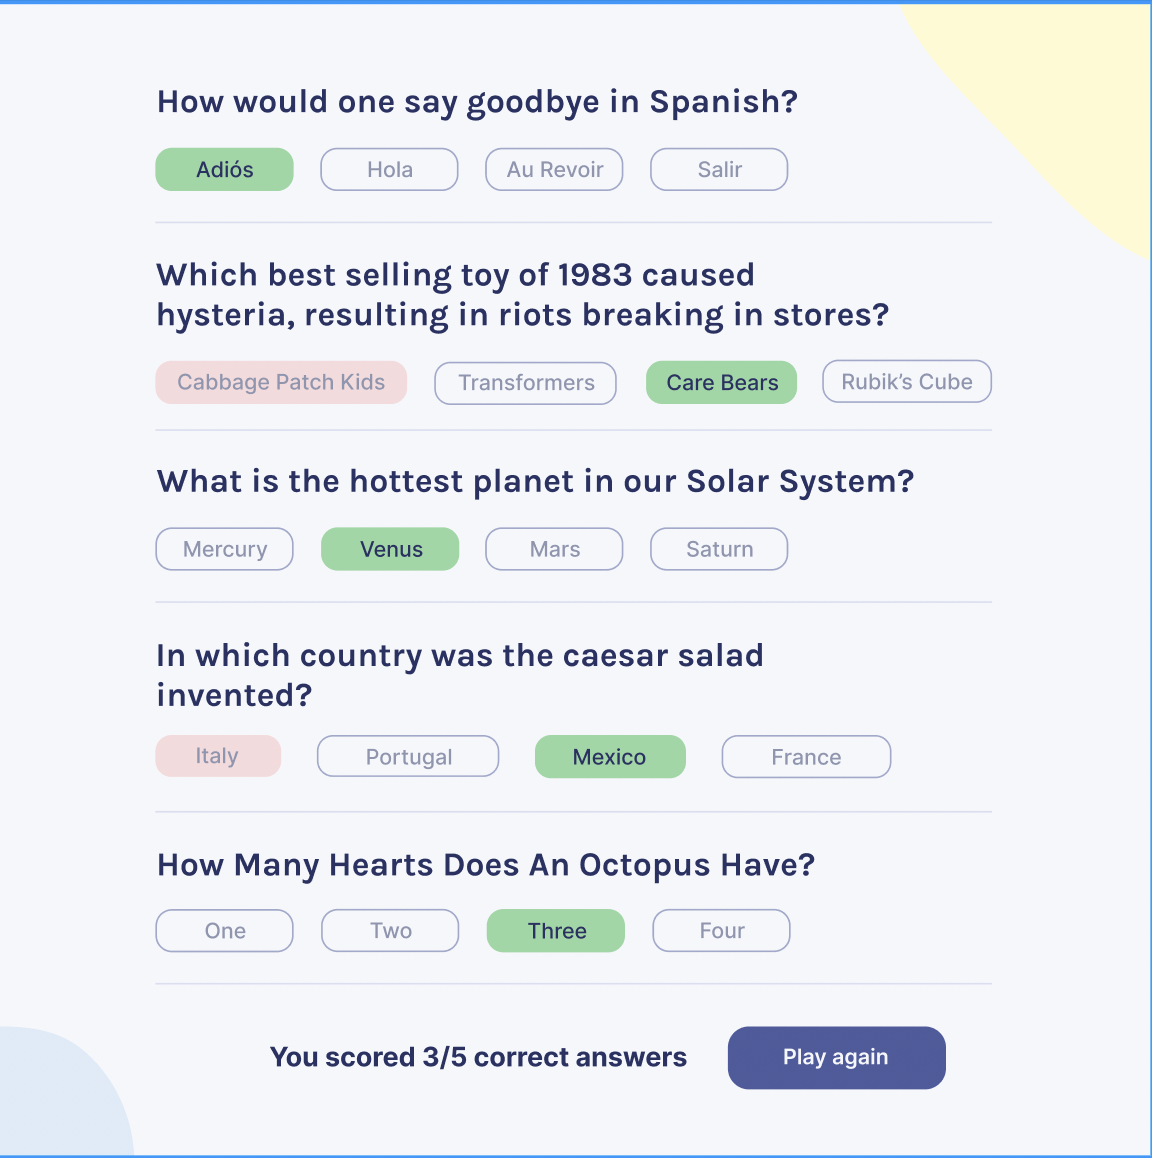 How would one say goodbye in Spanish?
Adiós
Hola
Au Revoir
Salir
Which best selling toy of 1983 caused
hysteria, resulting in riots breaking in stores?
Cabbage Patch Kids
Transformers
Care Bears
Rubik’s Cube
What is the hottest planet in our Solar System?
Mercury
Venus
Mars
Saturn
In which country was the caesar salad
invented?
Italy
Portugal
Mexico
France
How Many Hearts Does An Octopus Have?
One
Two
Three
Four
You scored 3/5 correct answers
Play again